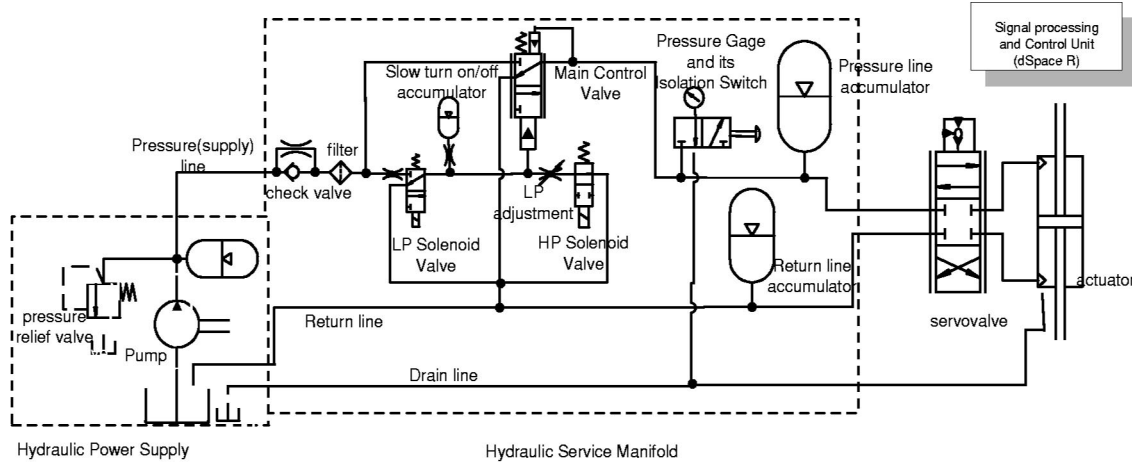 Signal processing
and Control Unit
(dSpace R)
Slow turn on/off
accumulator
Main Control
Valve
Pressure Gage
and its
Isolation Switch
Pressure line
accumulator
Pressure(supply)
line
filter
check valve
LP
adjustment
LP Solenoid
Valve
HP Solenoid
Valve
Return line
accumulator
actuator
servovalve
pressure
relief valve
Pump
Return line
Drain line
Hydraulic Power Supply
Hydraulic Service Manifold